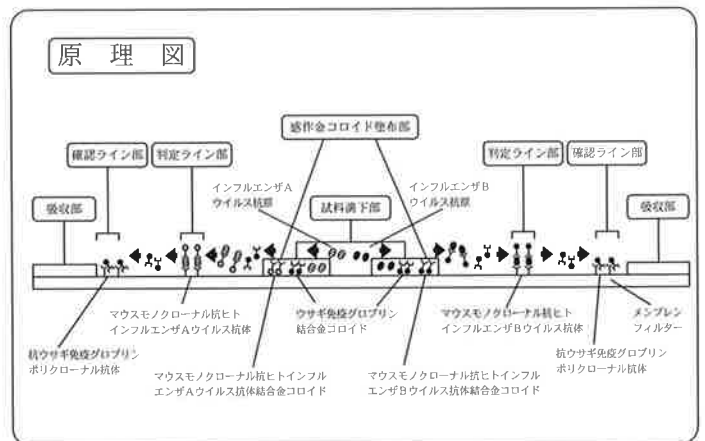 原理図
感作金コロイド塗布部
確認ライン部
判定ライン部
判定ライン部
確認ライン部
インフルエンザA
ウイルス抗原
インフルエンザB
ウイルス抗原
吸収部
試料滴下部
吸収部
マウスモノクローナル抗ヒト
インフルエンザAウイルス抗体
ウサギ免疫グロブリン
結合金コロイド
マウスモノクローナル抗ヒト
インフルエンザBウイルス抗体
メンブレン
フィルター
抗ウサギ免疫グロブリン
ポリクローナル抗体
マウスモノクローナル抗ヒトインフル
エンザAウイルス抗体結合金コロイド
マウスモノクローナル抗ヒトインフル
エンザBウイルス抗体結合金コロイド
抗ウサギ免疫グロブリン
ポリクローナル抗体